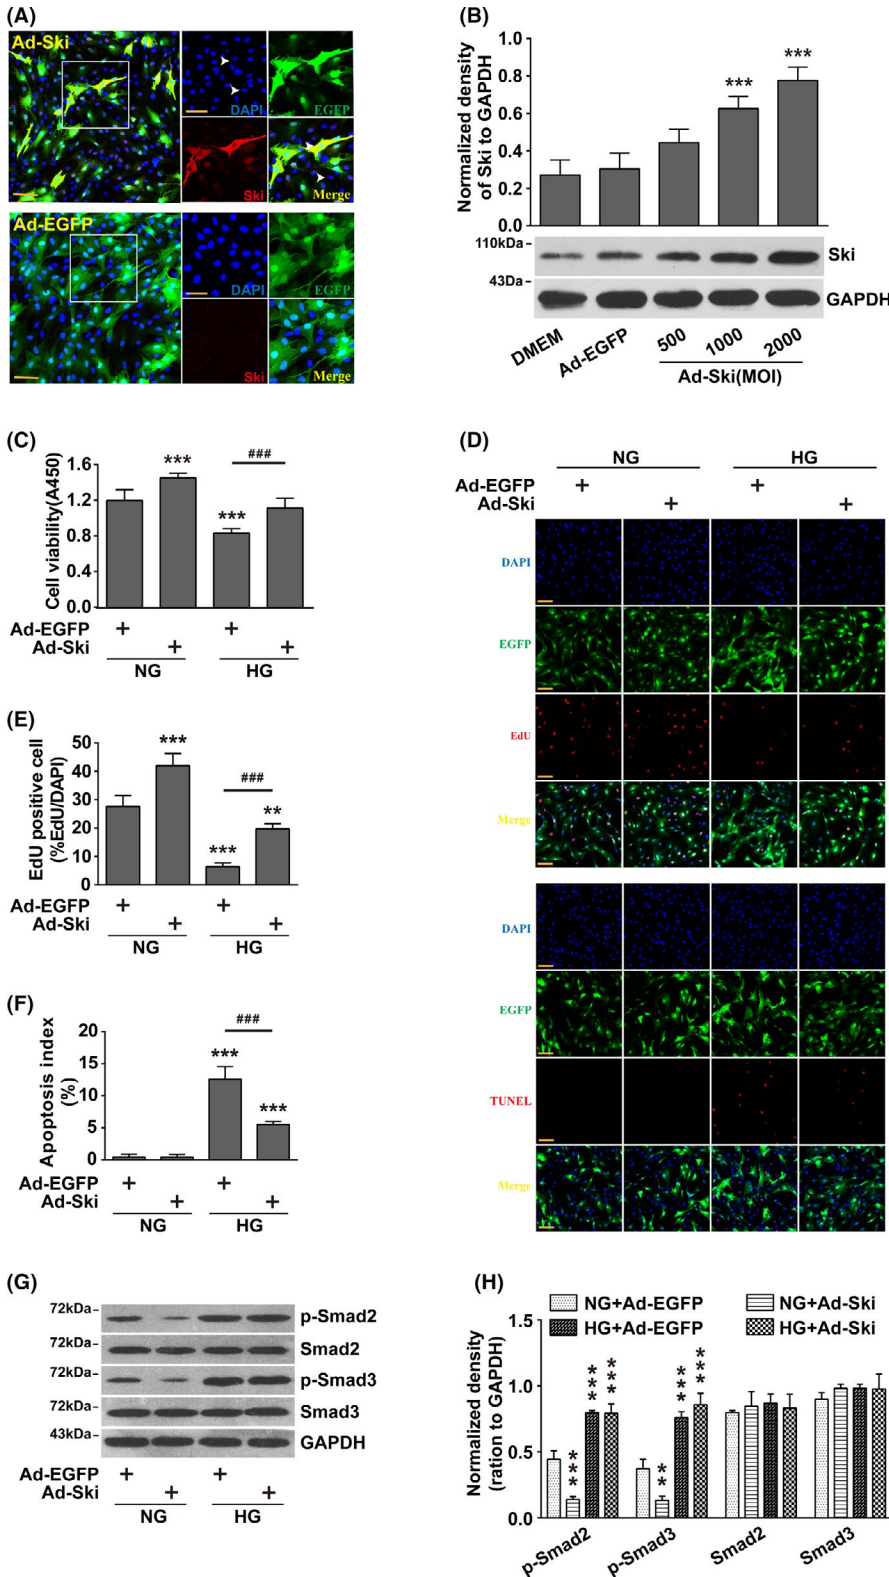 (A)
Ad-Ski
DAPI
EGFP
Ski
Merge
Ad-EGFP
DAPI
EGFP
Ski
Merge
(B)
Normalized density
of Ski to GAPDH
1.0
0.8
0.6
0.4
0.2
0.0
***
***
110kDa
43Da
Ski
GAPDH
DMEM
Ad-EGFP
500
1000
2000
Ad-Ski(MOI)
(C)
Cell viability(A450)
1.6
1.2
0.8
0.4
0.0
***
***
###
Ad-EGFP + +
Ad-Ski + +
NG HG
(D)
NG HG
Ad-EGFP + +
Ad-Ski + +
DAPI
EGFP
EdU
Merge
DAPI
EGFP
TUNEL
Merge
(E)
EdU positive cell
(%EdU/DAPI)
50
40
30
20
10
0
***
***
###
**
Ad-EGFP + +
Ad-Ski + +
NG HG
(F)
Apoptosis index
(%)
20
15
10
5
0
###
***
***
Ad-EGFP + +
Ad-Ski + +
NG HG
(G)
72kDa p-Smad2
Smad2
72kDa p-Smad3
72kDa Smad3
43kDa GAPDH
Ad-EGFP + +
Ad-Ski + +
NG HG
(H)
NG+Ad-EGFP NG+Ad-Ski
HG+Ad-EGFP HG+Ad-Ski
Normalized density
(ration to GAPDH)
1.5
1.0
0.5
0.0
***
***
***
**
***
***
p-Smad2
p-Smad3
Smad2
Smad3